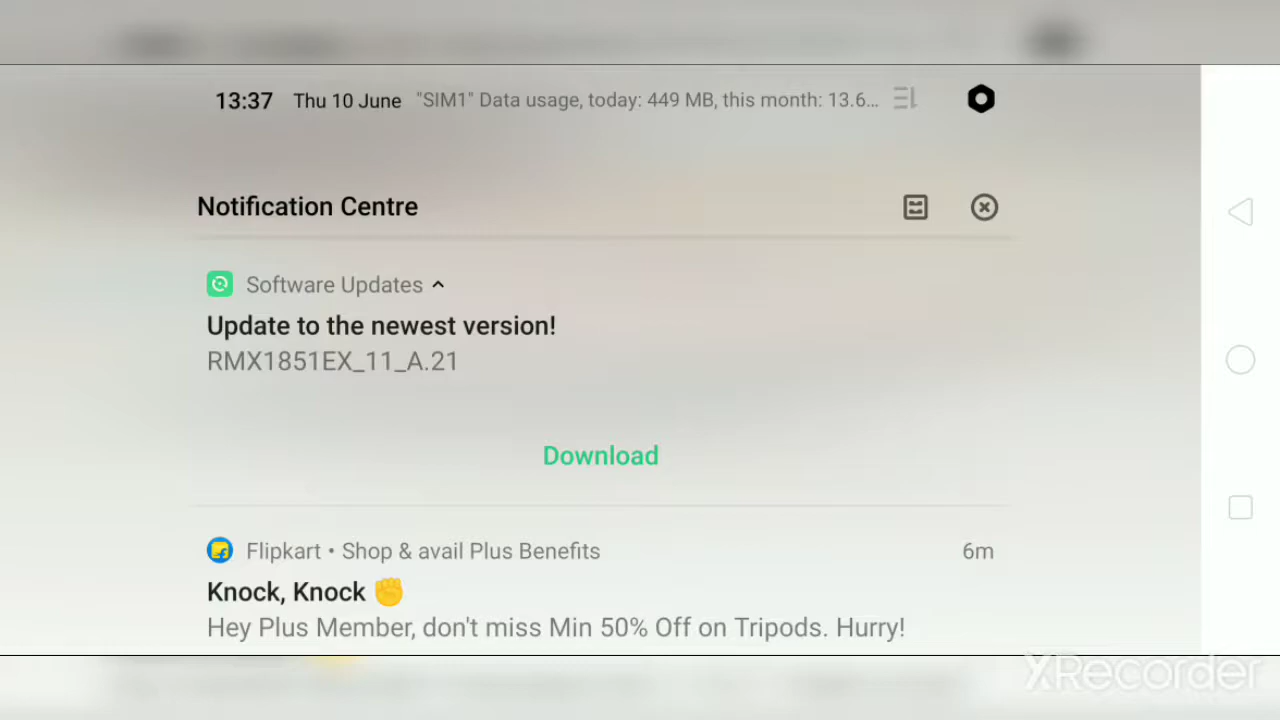 13:37 Thu 10 June "SIM1" Data usage, today: 449 MB, this month: 13.6...
Notification Centre
Software Updates
Update to the newest version!
RMX1851EX_11_A.21
Download
Flipkart • Shop & avail Plus Benefits 6m
Knock, Knock ✊
Hey Plus Member, don't miss Min 50% Off on Tripods. Hurry!
XRecorder